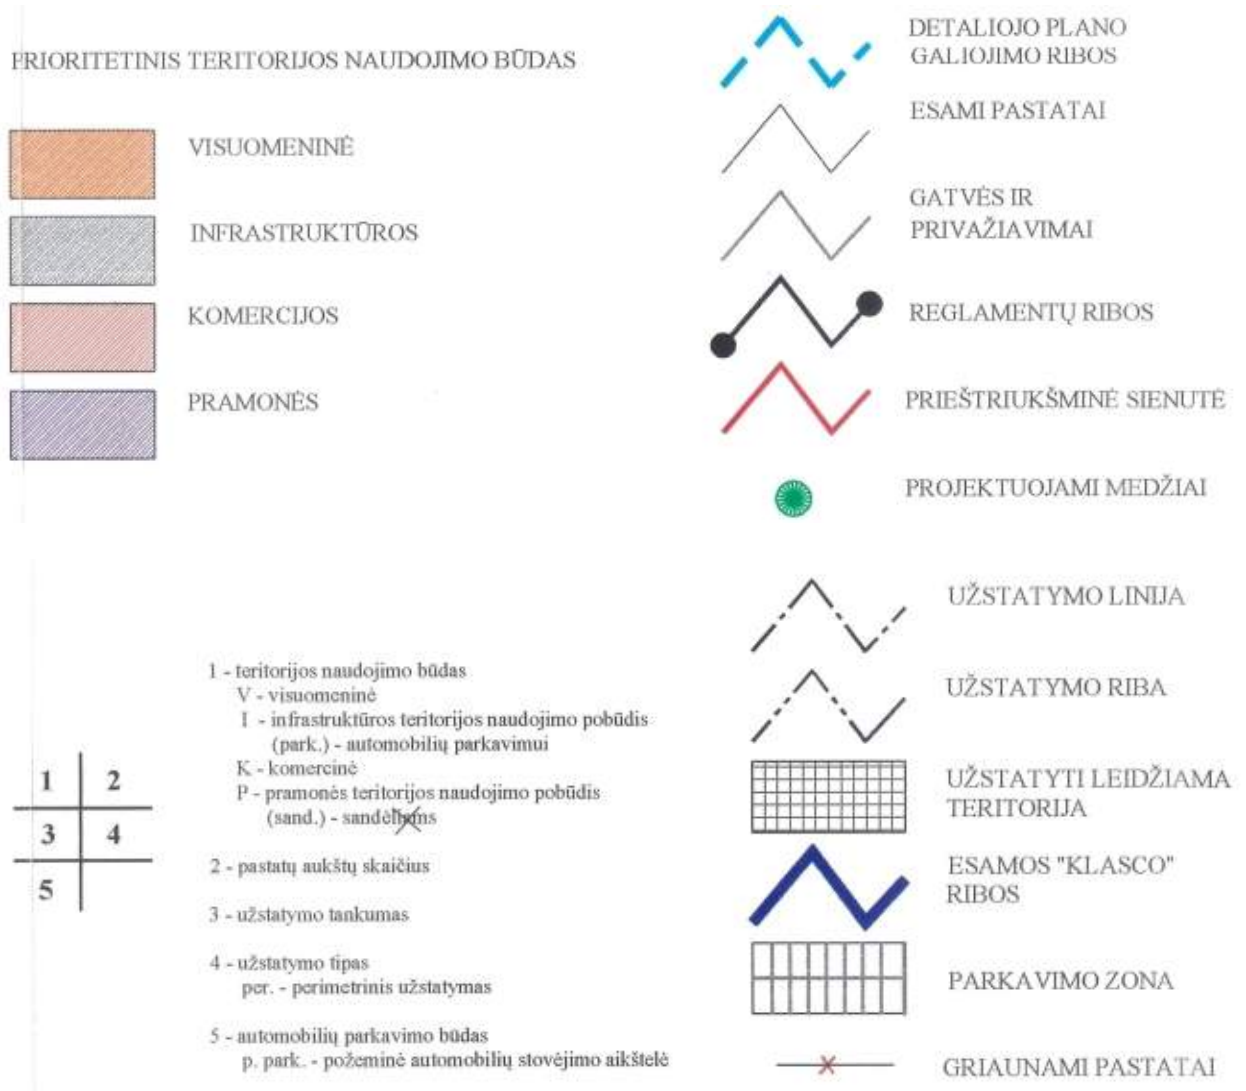 PRIORITETINIS TERITORIJOS NAUDOJIMO BŪDAS
VISUOMENINĖ
INFRASTRUKTŪROS
KOMERCIJOS
PRAMONĖS
DETALIOJO PLANO
GALIOJIMO RIBOS
ESAMI PASTATAI
GATVĖS IR
PRIVAŽIAVIMAI
REGLAMENTŲ RIBOS
PRIEŠTRIUKŠMINĖ SIENUTĖ
PROJEKTUOJAMI MEDŽIAI
1 2
3 4
5
1 - teritorijos naudojimo būdas
V - visuomeninė
I - infrastruktūros teritorijos naudojimo pobūdis
(park.) - automobilių parkavimui
K - komercinė
P - pramonės teritorijos naudojimo pobūdis
(sand.) - sandėliams
2 - pastatų aukštų skaičius
3 - užstatymo tankumas
4 - užstatymo tipas
per. - perimetrinis užstatymas
5 - automobilių parkavimo būdas
p. park. - požeminė automobilių stovėjimo aikštelė
UŽSTATYMO LINIJA
UŽSTATYMO RIBA
UŽSTATYTI LEIDŽIAMA
TERITORIJA
ESAMOS "KLASCO"
RIBOS
PARKAVIMO ZONA
GRIAUNAMI PASTATAI